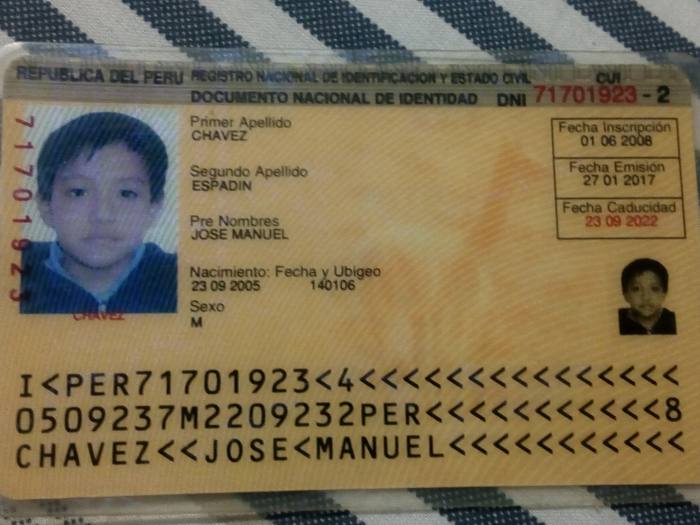 REPUBLICA DEL PERU REGISTRO NACIONAL DE IDENTIFICACION Y ESTADO CIVIL CUI
DOCUMENTO NACIONAL DE IDENTIDAD DNI 71701923 - 2
71701923
Primer Apellido
CHAVEZ
Segundo Apellido
ESPADIN
Pre Nombres
JOSE MANUEL
Nacimiento: Fecha y Ubigeo
23 09 2005 140106
Sexo
M
Fecha Inscripción
01 06 2008
Fecha Emisión
27 01 2017
Fecha Caducidad
23 09 2022
CHAVEZ
I<PER71701923<4<<<<<<<<<<<<<<<
0509237M2209232PER<<<<<<<<<<<8
CHAVEZ<<JOSE<MANUEL<<<<<<<<<<<